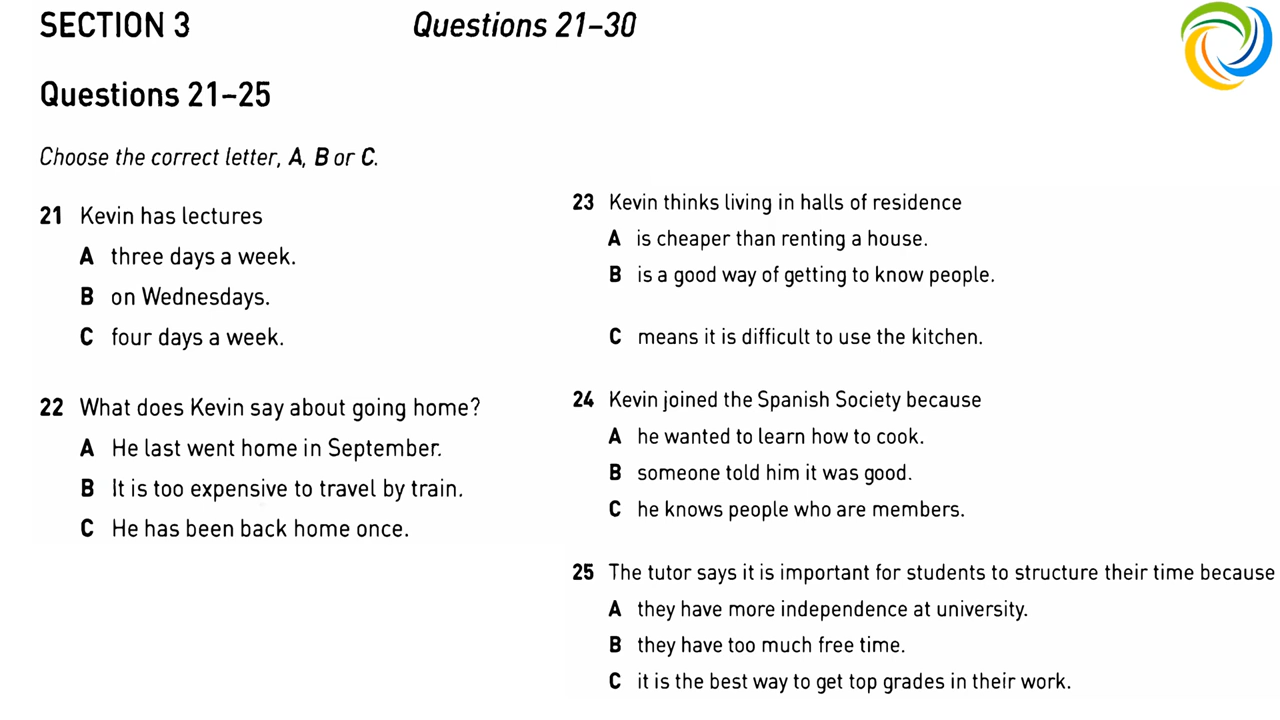 SECTION 3
Questions 21–30
Questions 21–25
Choose the correct letter, A, B or C.
21 Kevin has lectures
A three days a week.
B on Wednesdays.
C four days a week.
22 What does Kevin say about going home?
A He last went home in September.
B It is too expensive to travel by train.
C He has been back home once.
23 Kevin thinks living in halls of residence
A is cheaper than renting a house.
B is a good way of getting to know people.
C means it is difficult to use the kitchen.
24 Kevin joined the Spanish Society because
A he wanted to learn how to cook.
B someone told him it was good.
C he knows people who are members.
25 The tutor says it is important for students to structure their time because
A they have more independence at university.
B they have too much free time.
C it is the best way to get top grades in their work.